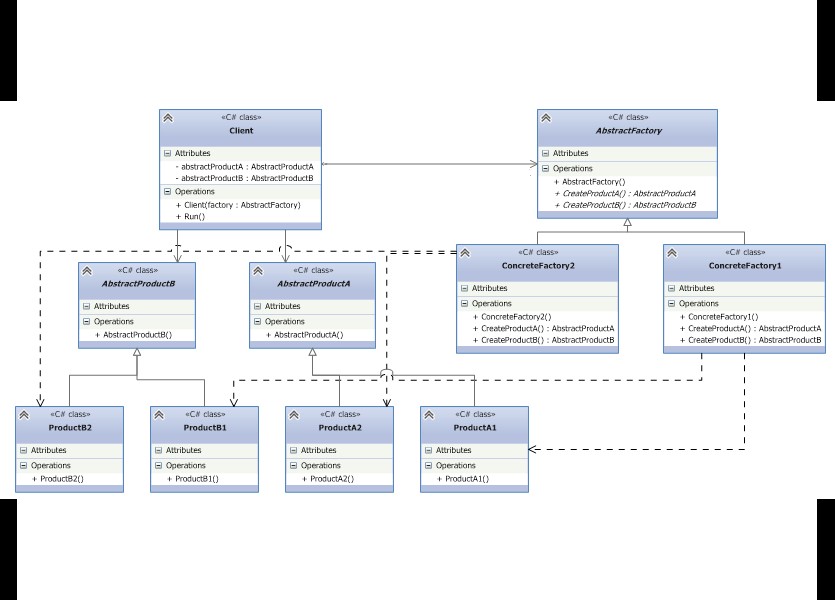 «C# class»
Client
Attributes
- abstractProductA : AbstractProductA
- abstractProductB : AbstractProductB
Operations
+ Client(factory : AbstractFactory)
+ Run()
«C# class»
AbstractFactory
Attributes
Operations
+ AbstractFactory()
+ CreateProductA() : AbstractProductA
+ CreateProductB() : AbstractProductB
«C# class»
AbstractProductB
Attributes
Operations
+ AbstractProductB()
«C# class»
AbstractProductA
Attributes
Operations
+ AbstractProductA()
«C# class»
ConcreteFactory2
Attributes
Operations
+ ConcreteFactory2()
+ CreateProductA() : AbstractProductA
+ CreateProductB() : AbstractProductB
«C# class»
ConcreteFactory1
Attributes
Operations
+ ConcreteFactory1()
+ CreateProductA() : AbstractProductA
+ CreateProductB() : AbstractProductB
«C# class»
ProductB2
Attributes
Operations
+ ProductB2()
«C# class»
ProductB1
Attributes
Operations
+ ProductB1()
«C# class»
ProductA2
Attributes
Operations
+ ProductA2()
«C# class»
ProductA1
Attributes
Operations
+ ProductA1()